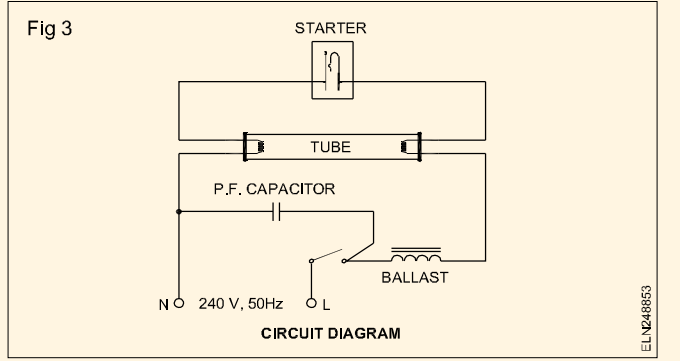 Fig 3
STARTER
TUBE
P.F. CAPACITOR
BALLAST
N 240 V, 50Hz L
CIRCUIT DIAGRAM
ELN248853